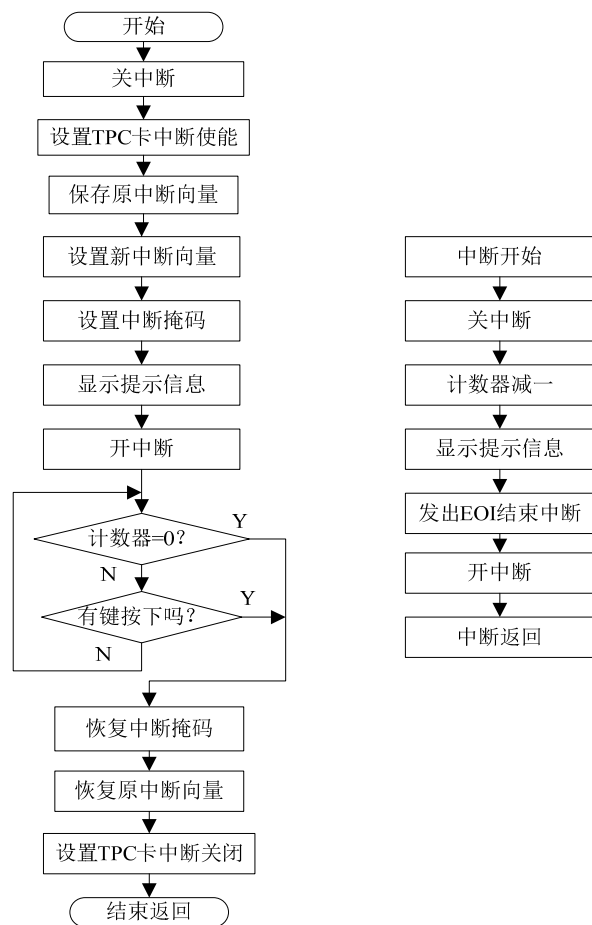 开始
关中断
设置TPC卡中断使能
保存原中断向量
设置新中断向量
设置中断掩码
显示提示信息
开中断
计数器=0?
Y
N
有键按下吗?
Y
N
恢复中断掩码
恢复原中断向量
设置TPC卡中断关闭
结束返回
中断开始
关中断
计数器减一
显示提示信息
发出EOI结束中断
开中断
中断返回